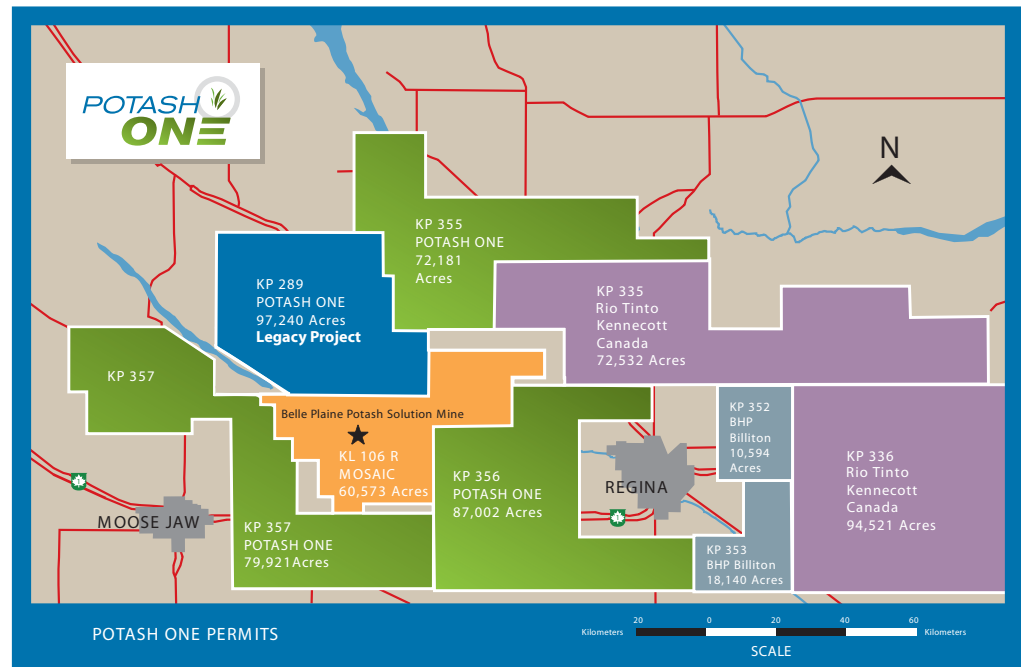 POTASH
ONE
N
KP 355
POTASH ONE
72,181
Acres
KP 289
POTASH ONE
97,240 Acres
Legacy Project
KP 335
Rio Tinto
Kennecott
Canada
72,532 Acres
KP 357
Belle Plaine Potash Solution Mine
KL 106 R
MOSAIC
60,573 Acres
KP 352
BHP
Billiton
10,594
Acres
KP 356
POTASH ONE
87,002 Acres
REGINA
1
KP 336
Rio Tinto
Kennecott
Canada
94,521 Acres
1
MOOSE JAW
KP 357
POTASH ONE
79,921Acres
KP 353
BHP Billiton
18,140 Acres
POTASH ONE PERMITS
20 0 20 40 60
Kilometers Kilometers
SCALE